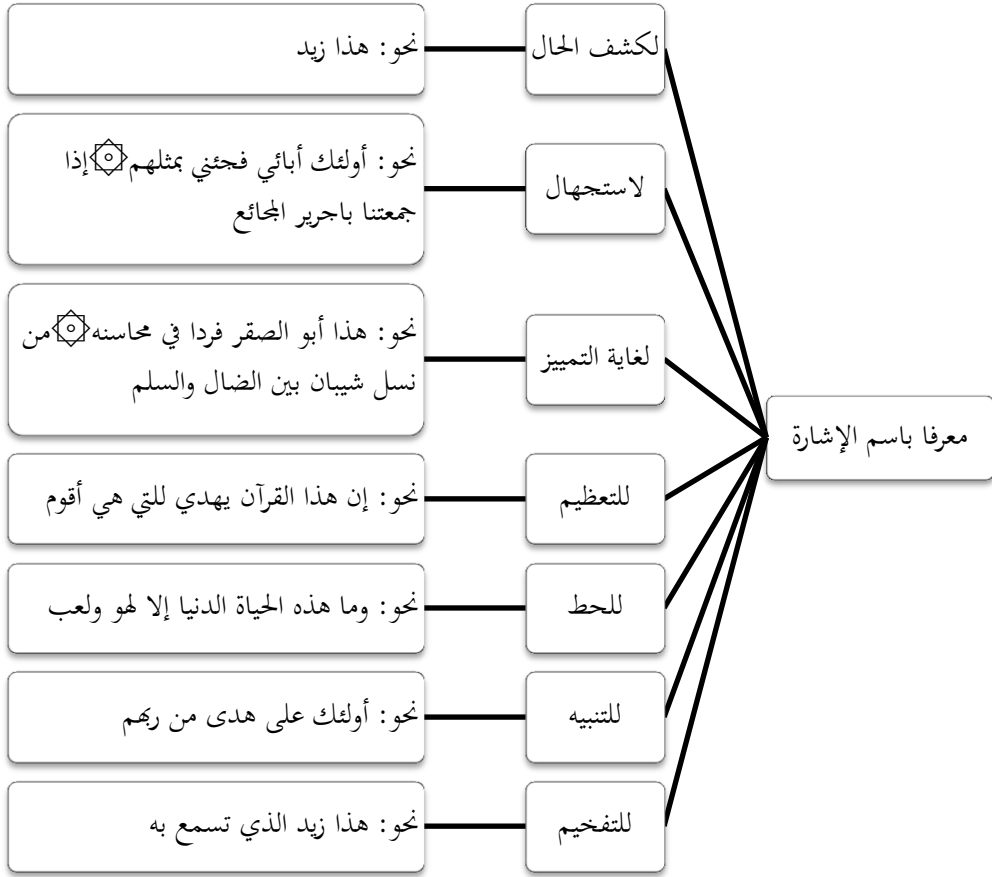 معرفا باسم الإشارة
لكشف الحال
نحو: هذا زيد
لاستجهال
نحو: أولئك أبائي فجئني بمثلهم۞إذا
جمعتنا باجرير المجائع
لغاية التمييز
نحو: هذا أبو الصقر فردا في محاسنه۞من
نسل شيبان بين الضال والسلم
للتعظيم
نحو: إن هذا القرآن يهدي للتي هي أقوم
للحط
نحو: وما هذه الحياة الدنيا إلا لهو ولعب
للتنبيه
نحو: أولئك على هدى من ربهم
للتفخيم
نحو: هذا زيد الذي تسمع به